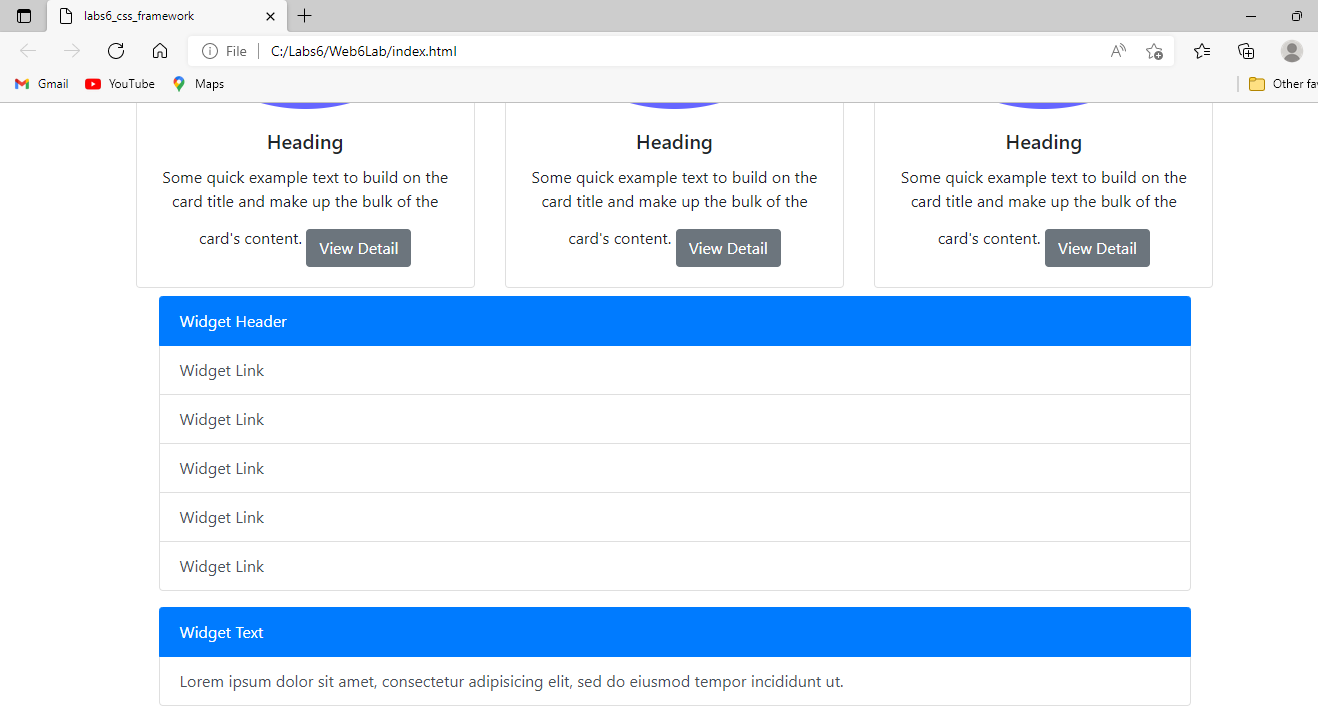 labs6_css_framework
File C:/Labs6/Web6Lab/index.html A
Gmail YouTube Maps Other fa
Heading
Some quick example text to build on the
card title and make up the bulk of the
card's content. View Detail
Heading
Some quick example text to build on the
card title and make up the bulk of the
card's content. View Detail
Heading
Some quick example text to build on the
card title and make up the bulk of the
card's content. View Detail
Widget Header
Widget Link
Widget Link
Widget Link
Widget Link
Widget Link
Widget Text
Lorem ipsum dolor sit amet, consectetur adipisicing elit, sed do eiusmod tempor incididunt ut.